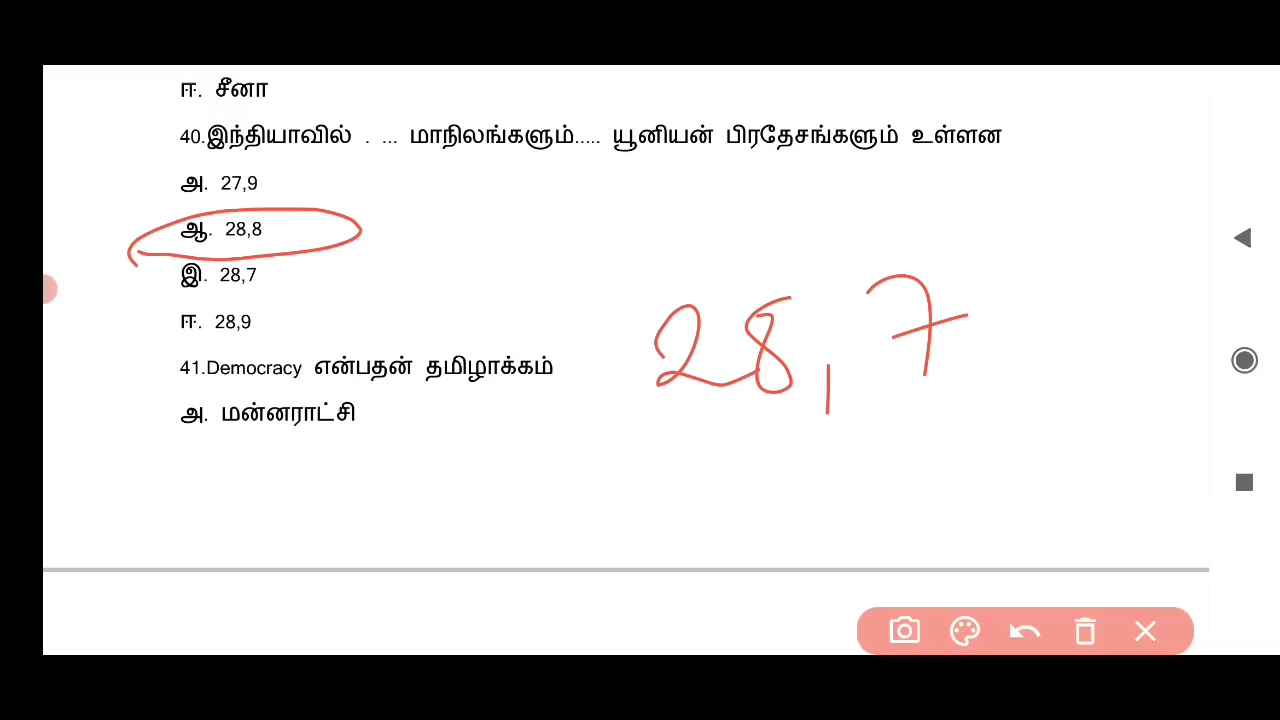 ஈ. சீனா
40.இந்தியாவில் . ... மாநிலங்களும்..... யூனியன் பிரதேசங்களும் உள்ளன
அ. 27,9
ஆ. 28,8
இ. 28,7
ஈ. 28,9
28,7
41.Democracy என்பதன் தமிழாக்கம்
அ. மன்னராட்சி